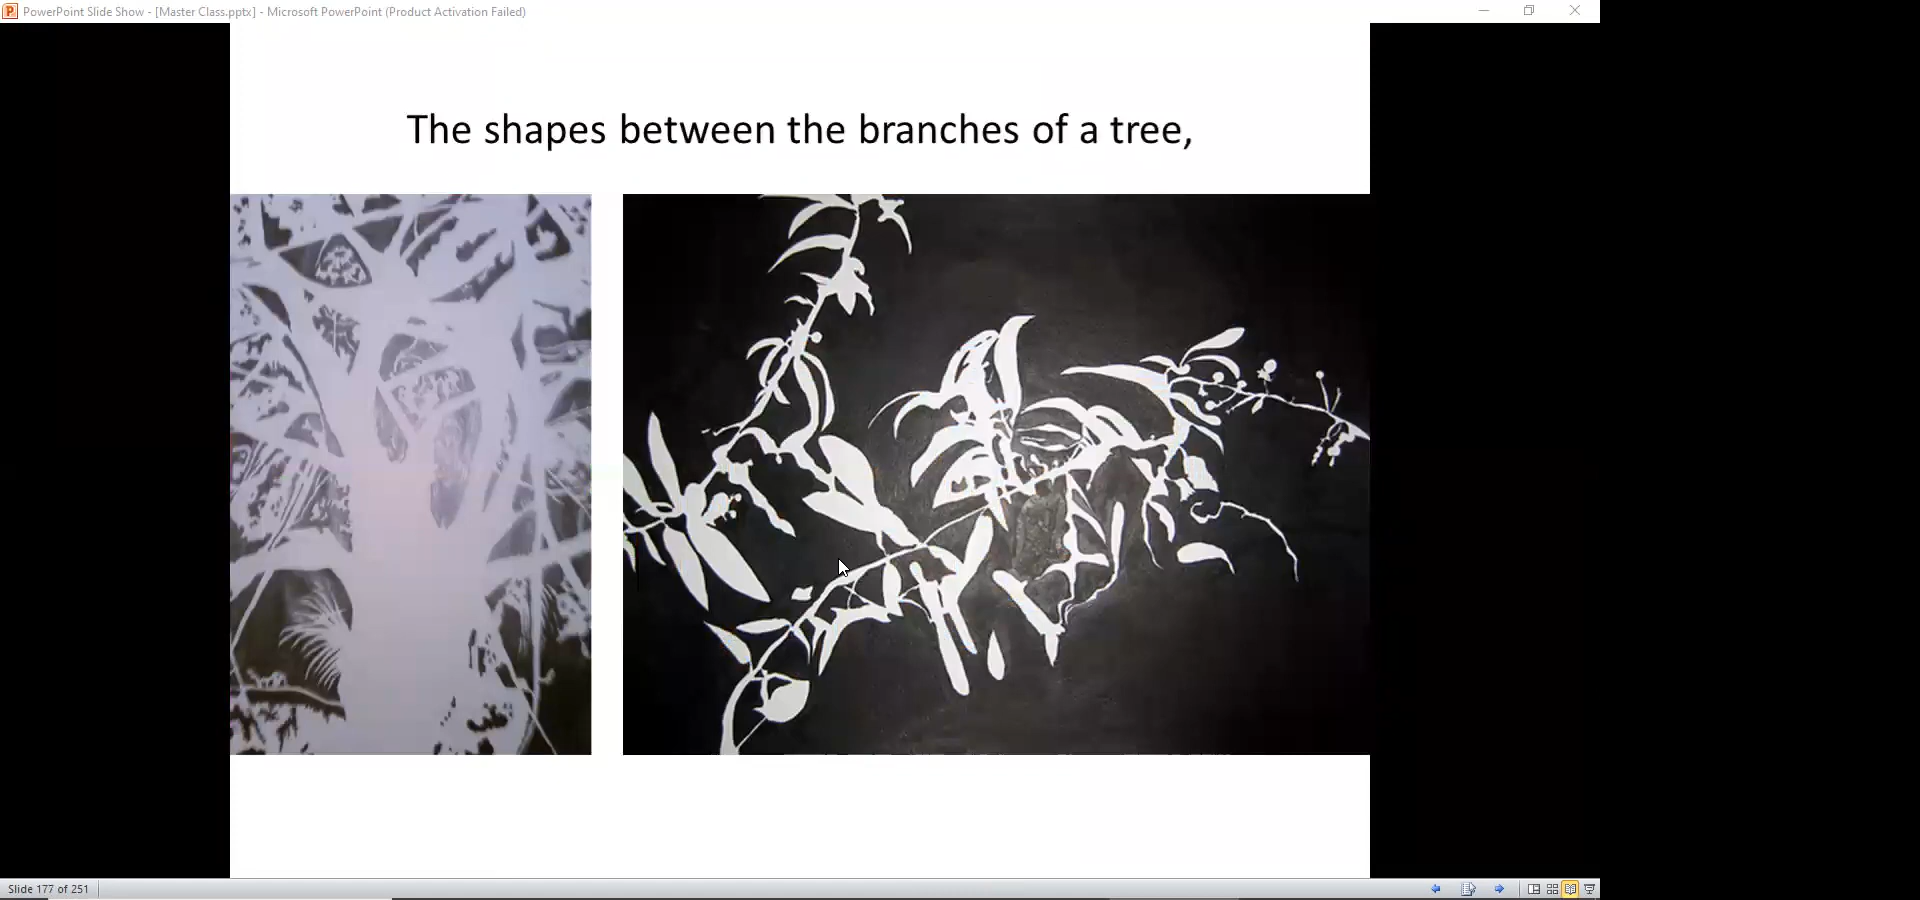 PowerPoint Slide Show - [Master Class.pptx] - Microsoft PowerPoint (Product Activation Failed)
The shapes between the branches of a tree,
Slide 177 of 251